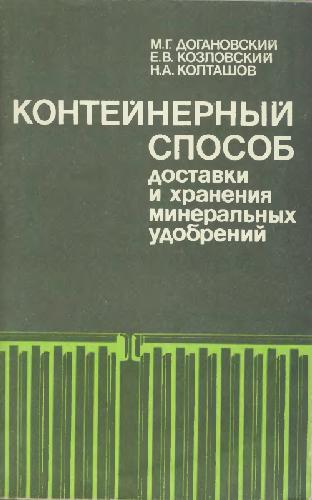 М.Г. ДОГАНОВСКИЙ
Е.В. КОЗЛОВСКИЙ
Н.А. КОЛТАШОВ
КОНТЕЙНЕРНЫЙ
СПОСОБ
доставки
и хранения
минеральных
удобрений